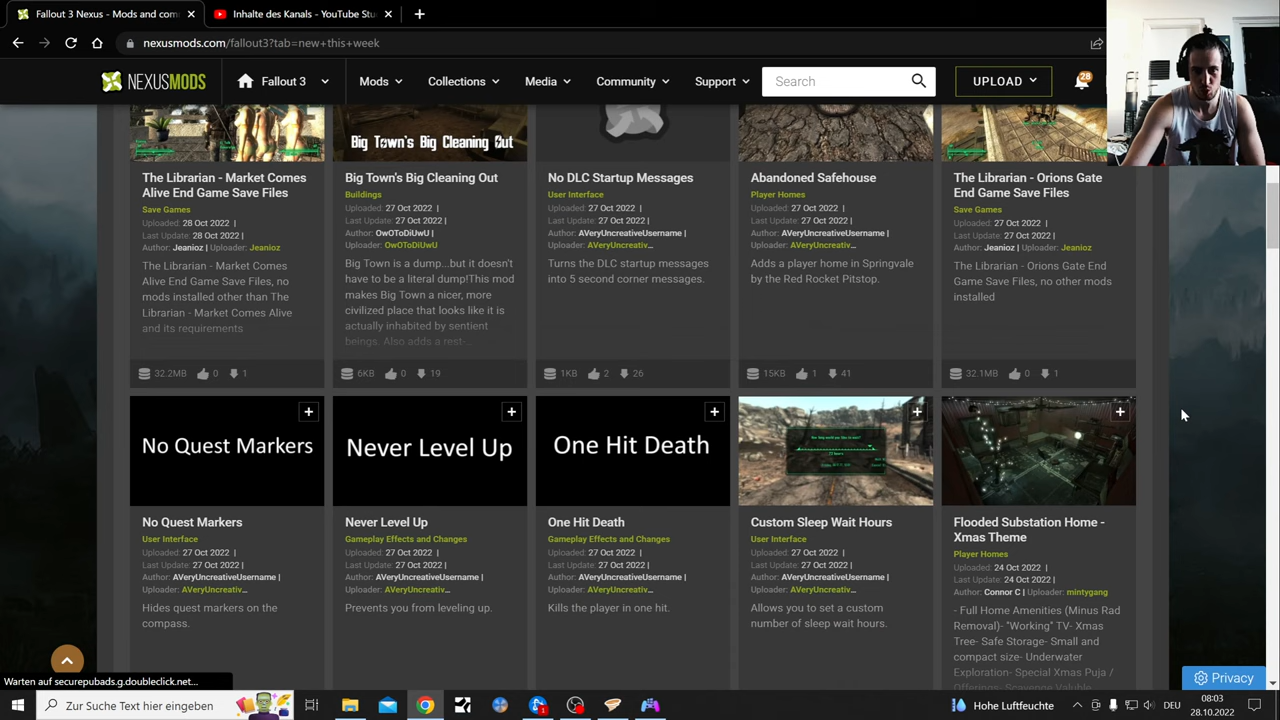 Fallout 3 Nexus - Mods and com
Inhalte des Kanals - YouTube Stu
nexusmods.com/fallout3?tab=new+this+week
NEXUSMODS
Fallout 3
Mods
Collections
Media
Community
Support
Search
UPLOAD
28
Big Town's Big Cleaning Out
The Librarian - Market Comes
Alive End Game Save Files
Save Games
Uploaded: 28 Oct 2022 |
Last Update: 28 Oct 2022 |
Author: Jeanioz | Uploader: Jeanioz
The Librarian - Market Comes
Alive End Game Save Files, no
mods installed other than The
Librarian - Market Comes Alive
and its requirements
32.2MB 0 1
Big Town's Big Cleaning Out
Buildings
Uploaded: 27 Oct 2022 |
Last Update: 27 Oct 2022 |
Author: OwOToDiUwU |
Uploader: OwOToDiUwU
Big Town is a dump...but it doesn't
have to be a literal dump!This mod
makes Big Town a nicer, more
civilized place that looks like it is
actually inhabited by sentient
beings. Also adds a rest-..
6KB 0 19
No DLC Startup Messages
User Interface
Uploaded: 27 Oct 2022 |
Last Update: 27 Oct 2022 |
Author: AVeryUncreativeUsername |
Uploader: AVeryUncreativ...
Turns the DLC startup messages
into 5 second corner messages.
1KB 2 26
Abandoned Safehouse
Player Homes
Uploaded: 27 Oct 2022 |
Last Update: 27 Oct 2022 |
Author: AVeryUncreativeUsername |
Uploader: AVeryUncreativ...
Adds a player home in Springvale
by the Red Rocket Pitstop.
15KB 1 41
The Librarian - Orions Gate
End Game Save Files
Save Games
Uploaded: 27 Oct 2022 |
Last Update: 27 Oct 2022 |
Author: Jeanioz | Uploader: Jeanioz
The Librarian - Orions Gate End
Game Save Files, no other mods
installed
32.1MB 0 1
No Quest Markers
No Quest Markers
User Interface
Uploaded: 27 Oct 2022 |
Last Update: 27 Oct 2022 |
Author: AVeryUncreativeUsername |
Uploader: AVeryUncreativ...
Hides quest markers on the
compass.
Never Level Up
Never Level Up
Gameplay Effects and Changes
Uploaded: 27 Oct 2022 |
Last Update: 27 Oct 2022 |
Author: AVeryUncreativeUsername |
Uploader: AVeryUncreativ...
Prevents you from leveling up.
One Hit Death
One Hit Death
Gameplay Effects and Changes
Uploaded: 27 Oct 2022 |
Last Update: 27 Oct 2022 |
Author: AVeryUncreativeUsername |
Uploader: AVeryUncreativ...
Kills the player in one hit.
Custom Sleep Wait Hours
User Interface
Uploaded: 27 Oct 2022 |
Last Update: 27 Oct 2022 |
Author: AVeryUncreativeUsername |
Uploader: AVeryUncreativ...
Allows you to set a custom
number of sleep wait hours.
Flooded Substation Home -
Xmas Theme
Player Homes
Uploaded: 24 Oct 2022 |
Last Update: 24 Oct 2022 |
Author: Connor C | Uploader: mintygang
- Full Home Amenities (Minus Rad
Removal)- "Working" TV- Xmas
Tree- Safe Storage- Small and
compact size- Underwater
Exploration- Special Xmas Puja /
Offerings- Scavenge Valuble
Privacy
Warten auf securepubads.g.doubleclick.net...
Zur Suche Text hier eingeben
Hohe Luftfeuchte
DEU
08:03
28.10.2022